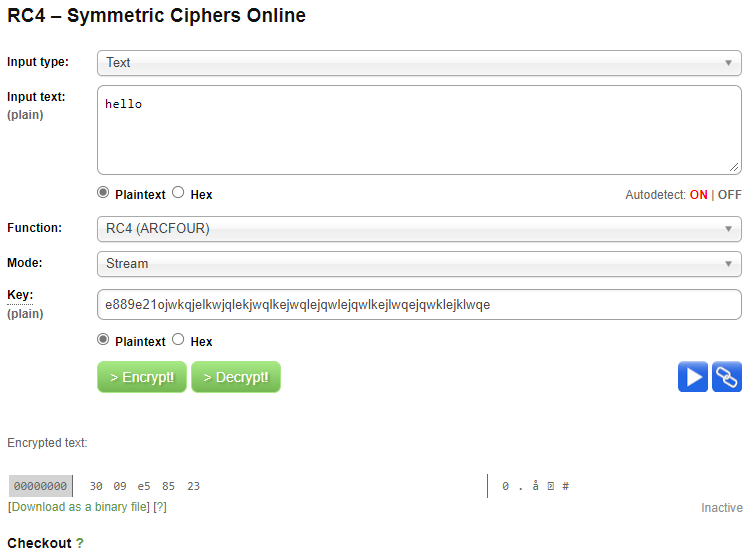 RC4 – Symmetric Ciphers Online
Input type: Text
Input text: hello
(plain)
Plaintext Hex Autodetect: ON | OFF
Function: RC4 (ARCFOUR)
Mode: Stream
Key: e889e21ojwkqjelkwjqlekjwqlkejwqlejqwlejqwlkejlwqejqwklejklwqe
(plain)
Plaintext Hex
> Encrypt! > Decrypt!
Encrypted text:
00000000 30 09 e5 85 23 0 . å #
[Download as a binary file] [?] Inactive
Checkout ?